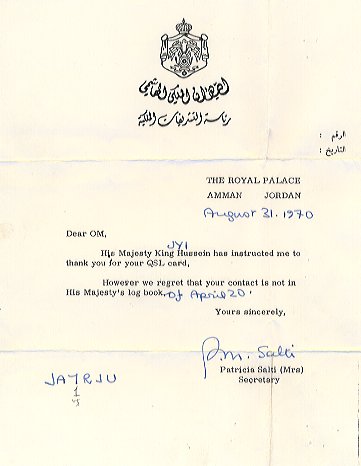 الديوان الملكي الهاشمي
رئاسة التشريفات الملكية
الرقم :
التاريخ :
THE ROYAL PALACE
AMMAN JORDAN
August 31. 1970
Dear OM,
JY1
His Majesty King Hussein has instructed me to
thank you for your QSL card,
However we regret that your contact is not in
His Majesty's log book, of April 20.
Yours sincerely,
P.M. Salti
Patricia Salti (Mrs)
Secretary
JA7RJU